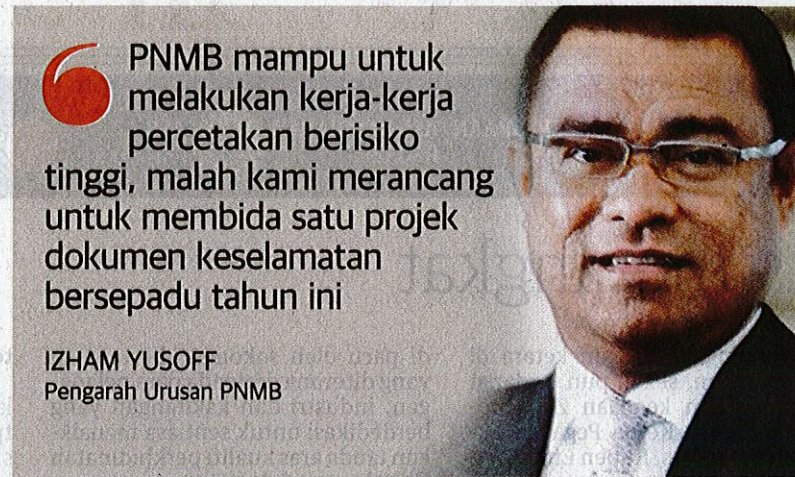 PNMB mampu untuk
melakukan kerja-kerja
percetakan berisiko
tinggi, malah kami merancang
untuk membida satu projek
dokumen keselamatan
bersepadu tahun ini
IZHAM YUSOFF
Pengarah Urusan PNMB